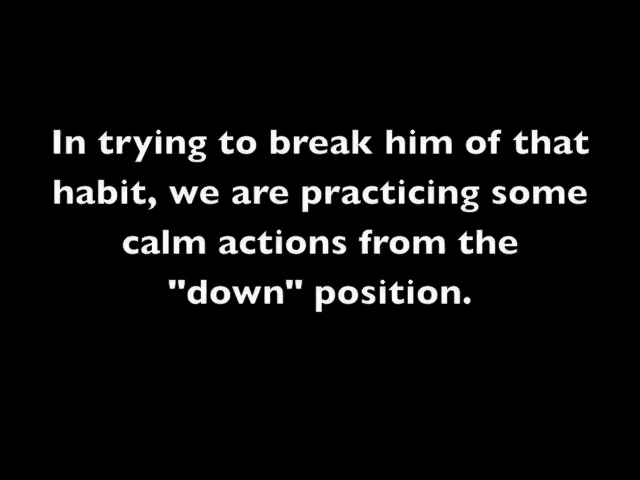 In trying to break him of that
habit, we are practicing some
calm actions from the
"down" position.